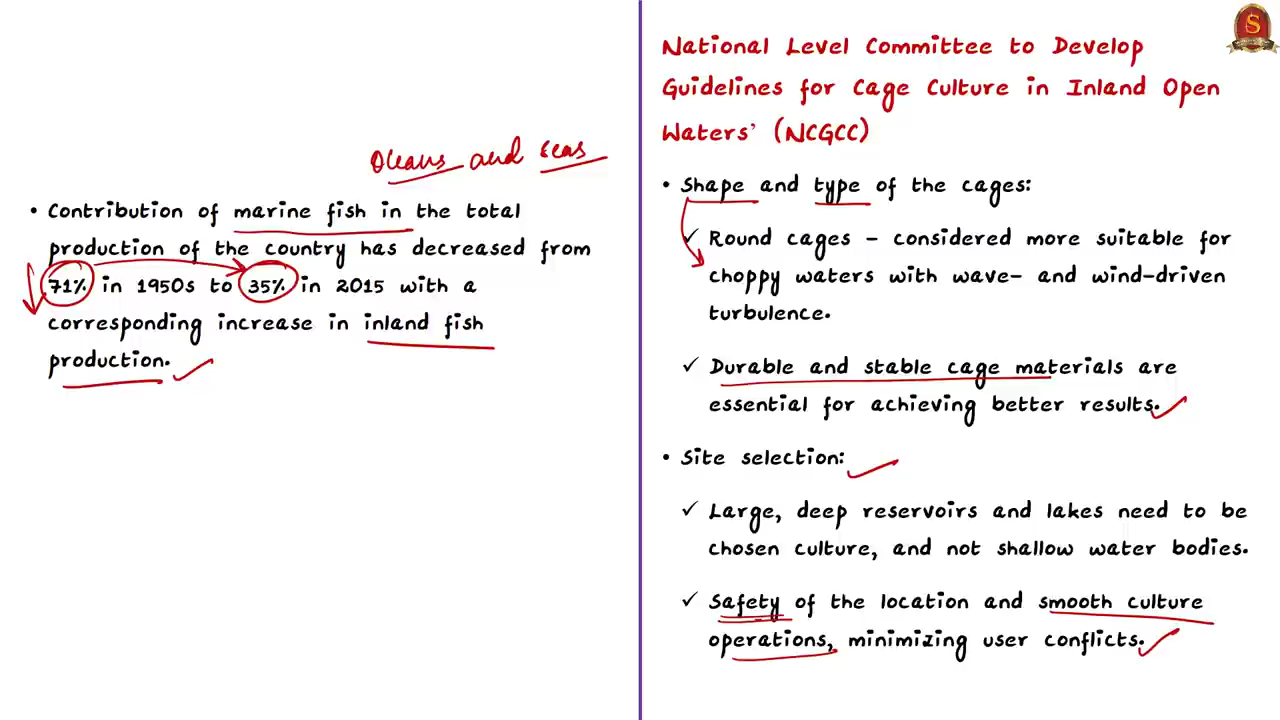 Oceans and seas
• Contribution of marine fish in the total
production of the country has decreased from
71% in 1950s to 35% in 2015 with a
corresponding increase in inland fish
production.
National Level Committee to Develop
Guidelines for Cage Culture in Inland Open
Waters' (NCGCC)
• Shape and type of the cages:
✓ Round cages – considered more suitable for
choppy waters with wave- and wind-driven
turbulence.
✓ Durable and stable cage materials are
essential for achieving better results.
• Site selection:
✓ Large, deep reservoirs and lakes need to be
chosen culture, and not shallow water bodies.
✓ Safety of the location and smooth culture
operations, minimizing user conflicts.
S